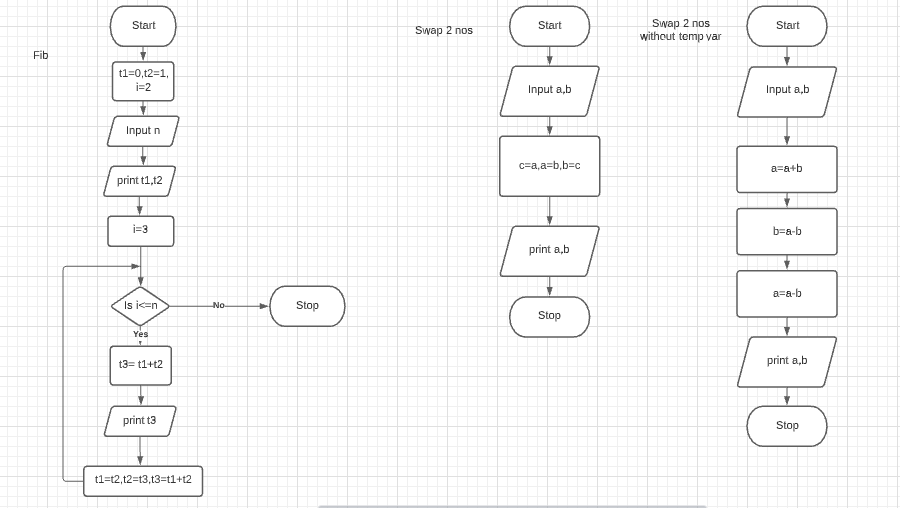 Fib
Start
t1=0,t2=1,
i=2
Input n
print t1,t2
i=3
Is i<=n
No
Stop
Yes
t3= t1+t2
print t3
t1=t2,t2=t3,t3=t1+t2
Swap 2 nos
Start
Input a,b
c=a,a=b,b=c
print a,b
Stop
Swap 2 nos
without temp var
Start
Input a,b
a=a+b
b=a-b
a=a-b
print a,b
Stop